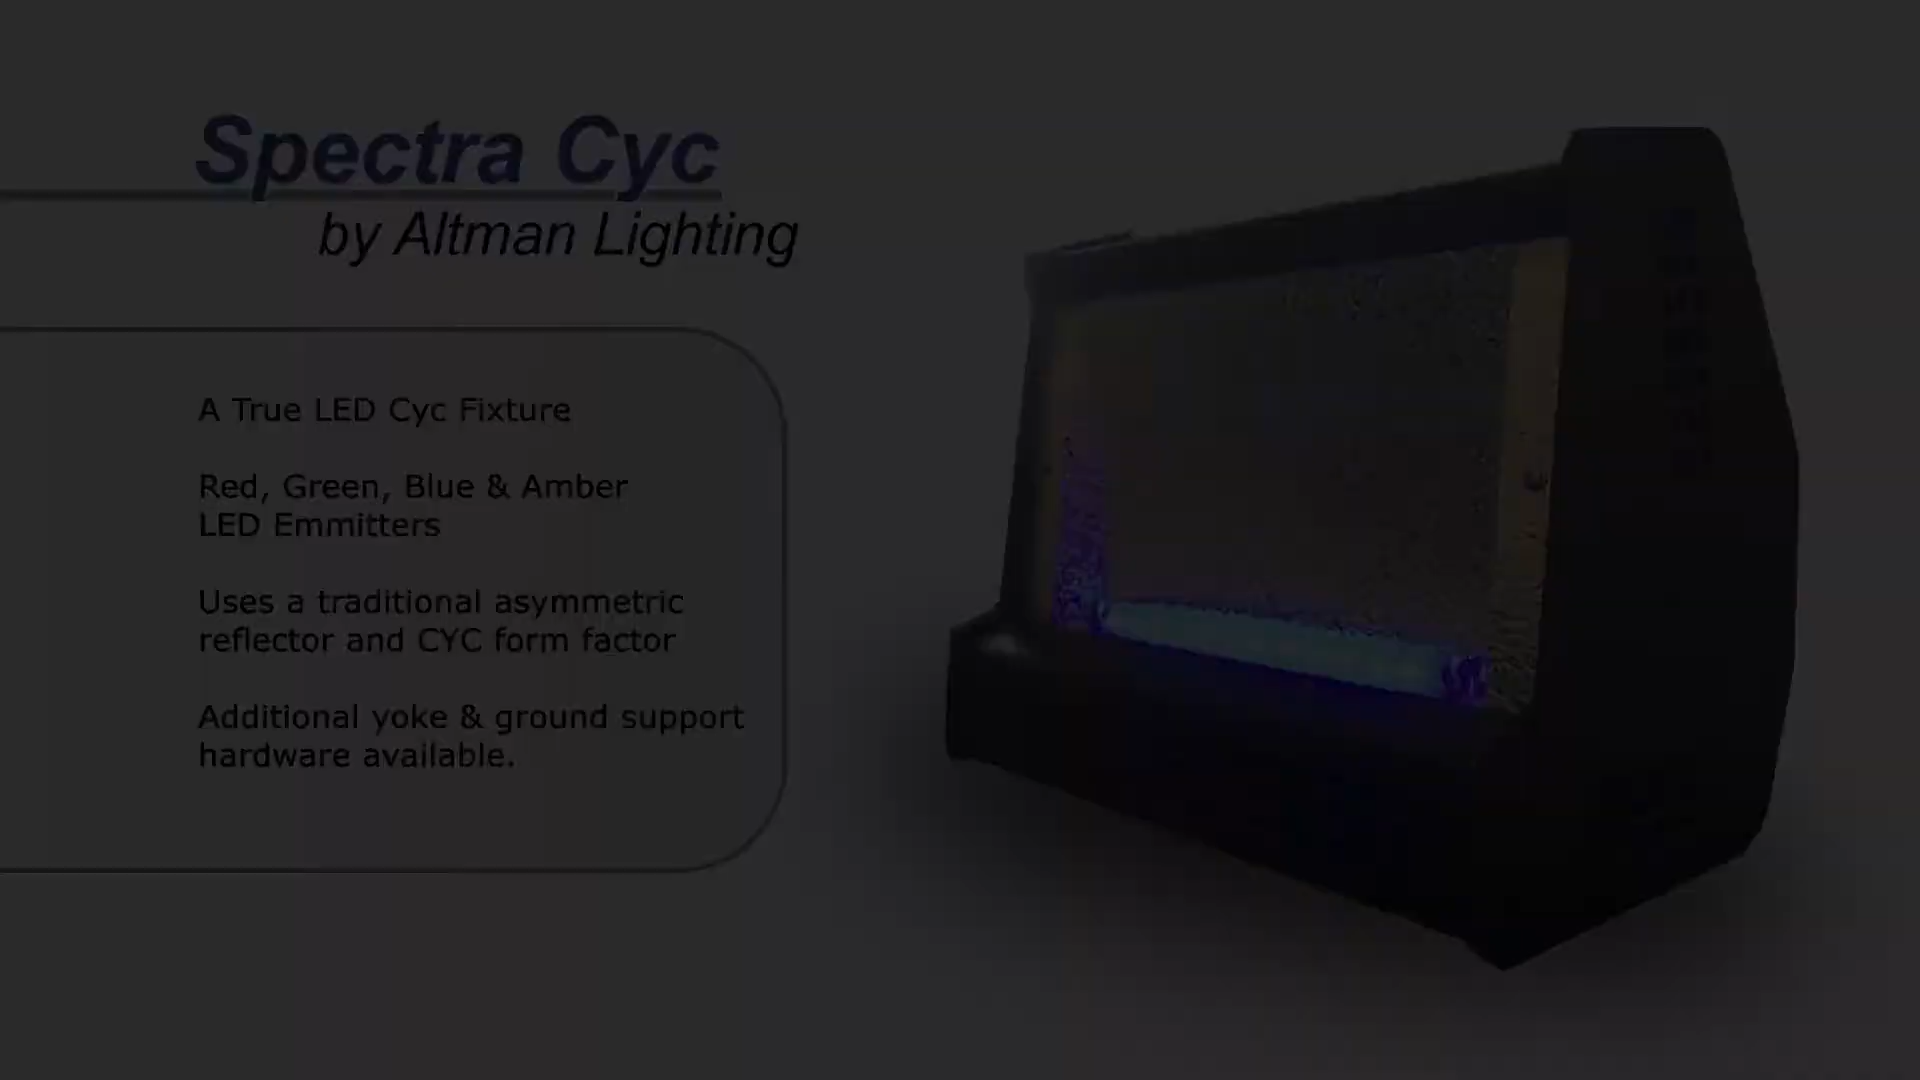 Spectra Cyc
by Altman Lighting
A True LED Cyc Fixture
Red, Green, Blue & Amber
LED Emmitters
Uses a traditional asymmetric
reflector and CYC form factor
Additional yoke & ground support
hardware available.